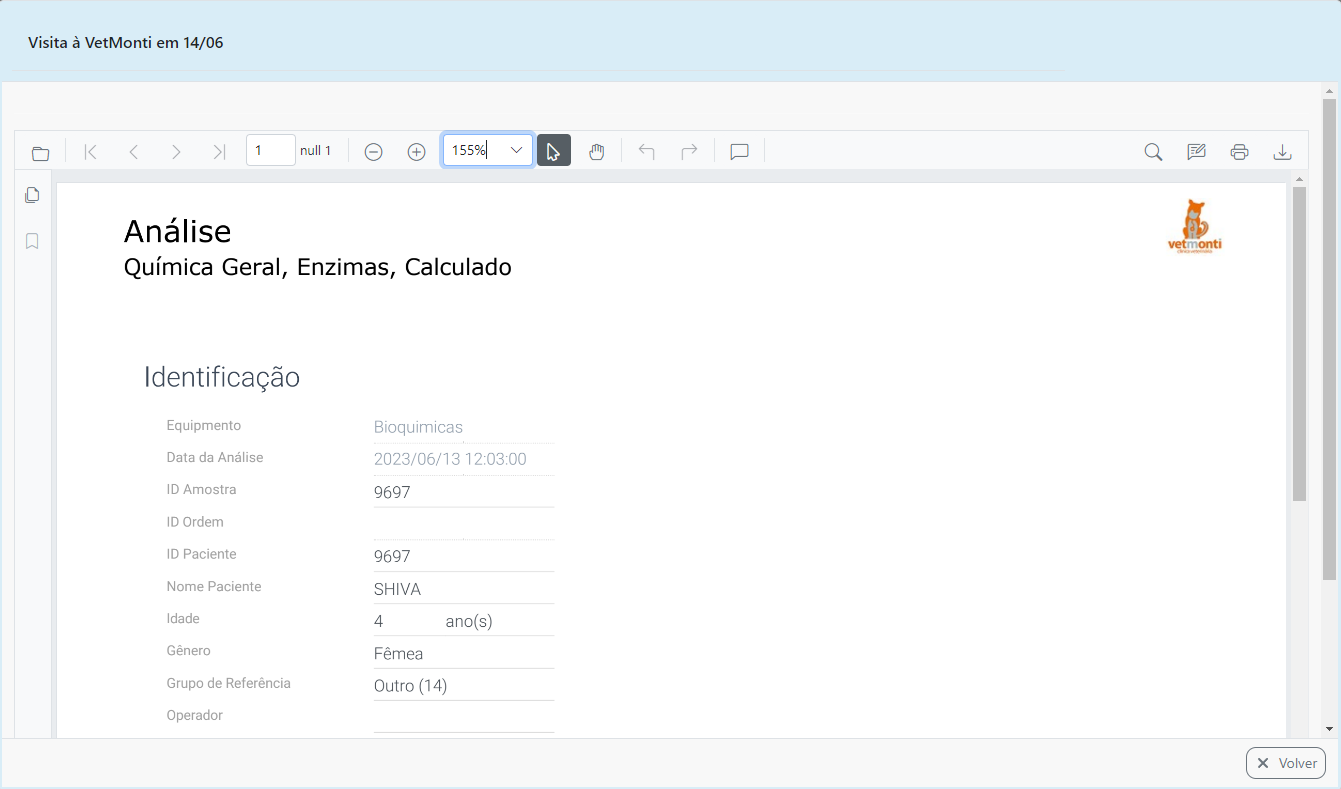 Visita à VetMonti em 14/06
1 null 1 155%
Análise
Química Geral, Enzimas, Calculado
vetmonti
clínica veterinária
Identificação
Equipmento Bioquimicas
Data da Análise 2023/06/13 12:03:00
ID Amostra 9697
ID Ordem
ID Paciente 9697
Nome Paciente SHIVA
Idade 4 ano(s)
Gênero Fêmea
Grupo de Referência Outro (14)
Operador
Volver